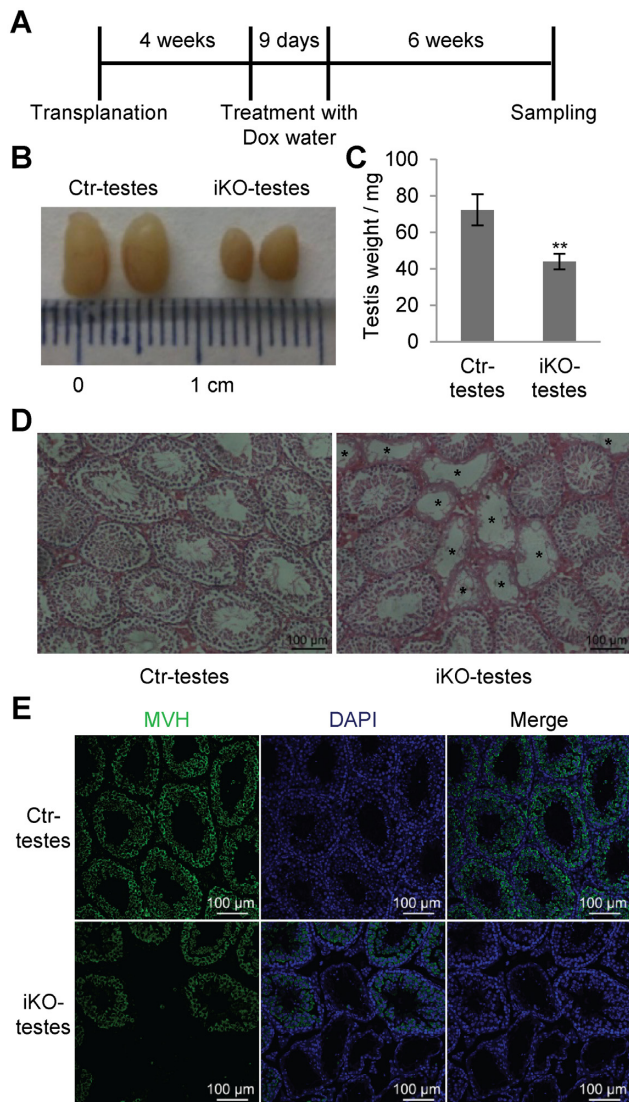 A
4 weeks 9 days 6 weeks
Transplanation Treatment with Dox water Sampling
B
Ctr-testes iKO-testes
0 1 cm
C
Testis weight / mg
100
80
60
40
20
0
**
Ctr-testes iKO-testes
D
* * * * * * * * * * *
100 µm 100 µm
Ctr-testes iKO-testes
E
MVH DAPI Merge
Ctr-testes
100 µm 100 µm 100 µm
iKO-testes
100 µm 100 µm 100 µm